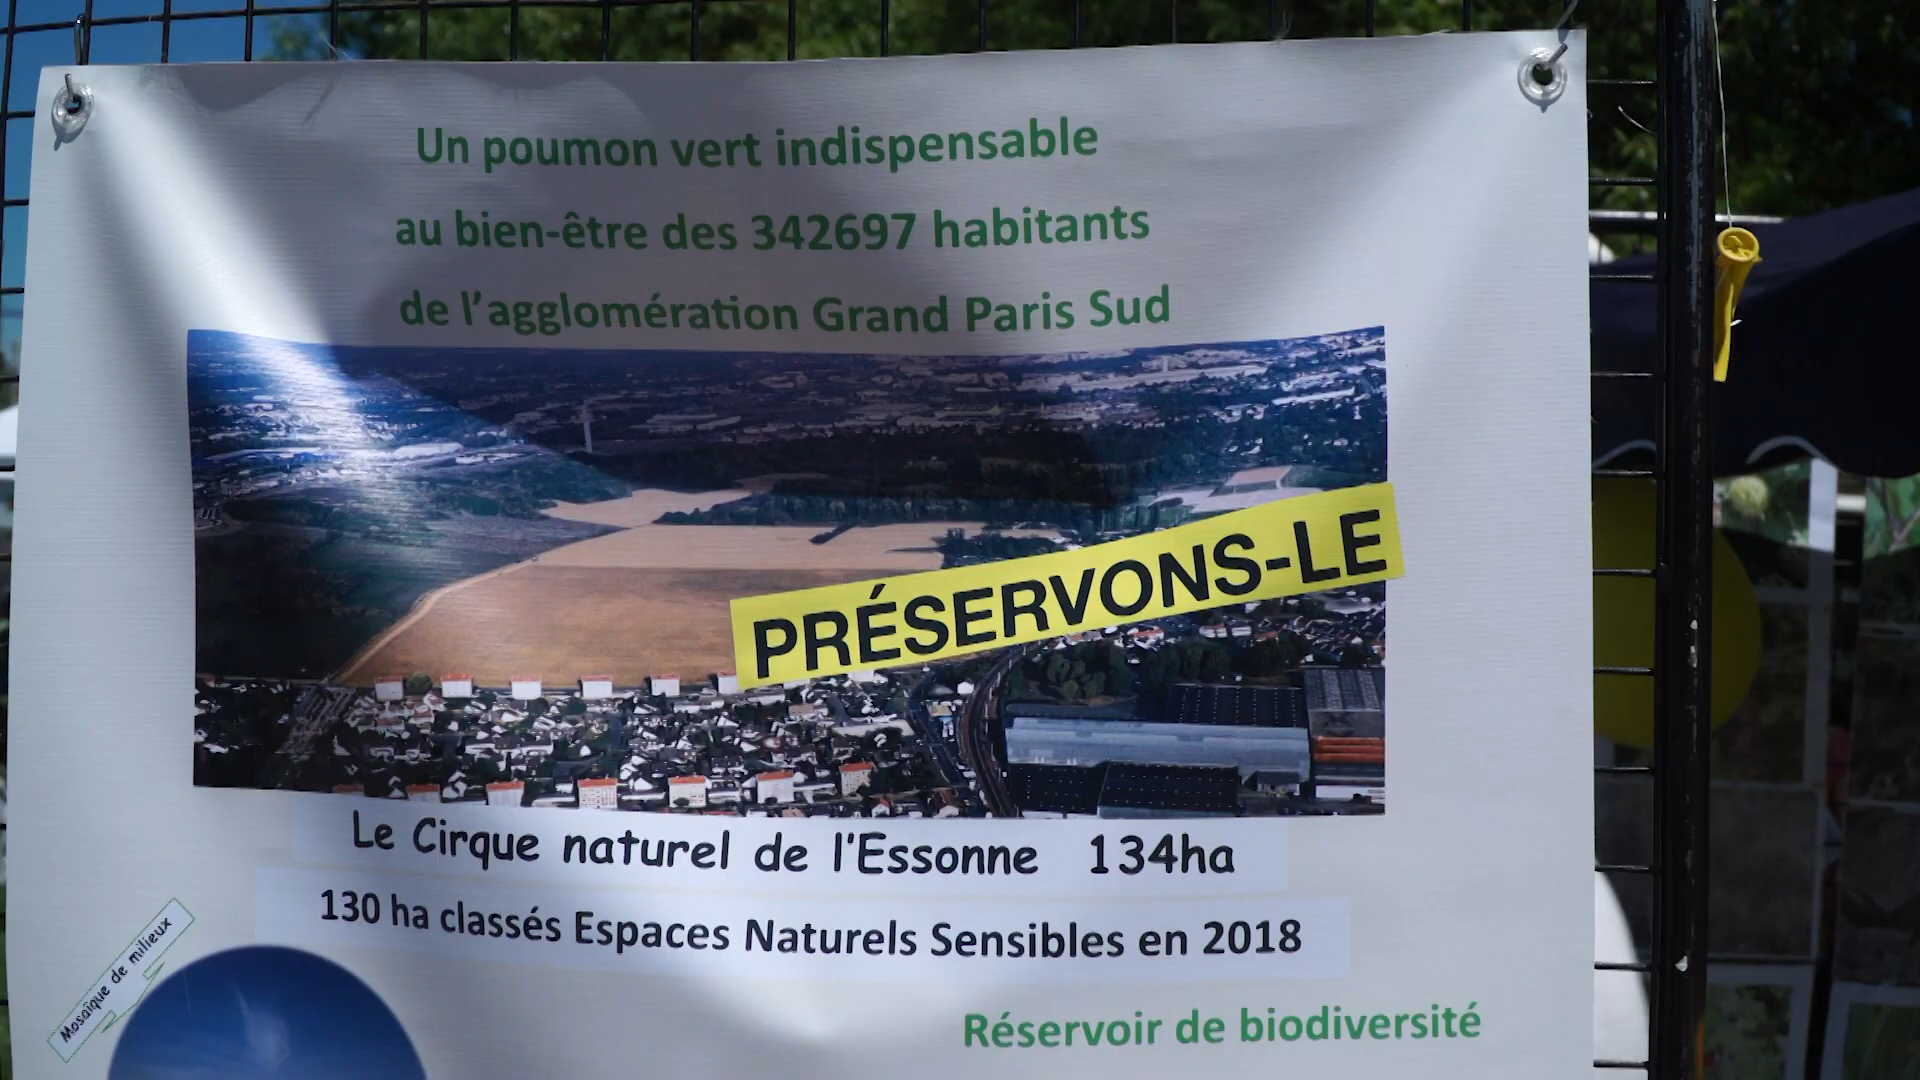 Un poumon vert indispensable
au bien-être des 342697 habitants
de l'agglomération Grand Paris Sud
PRÉSERVONS-LE
Le Cirque naturel de l'Essonne 134ha
130 ha classés Espaces Naturels Sensibles en 2018
Mosaïque de milieux
Réservoir de biodiversité